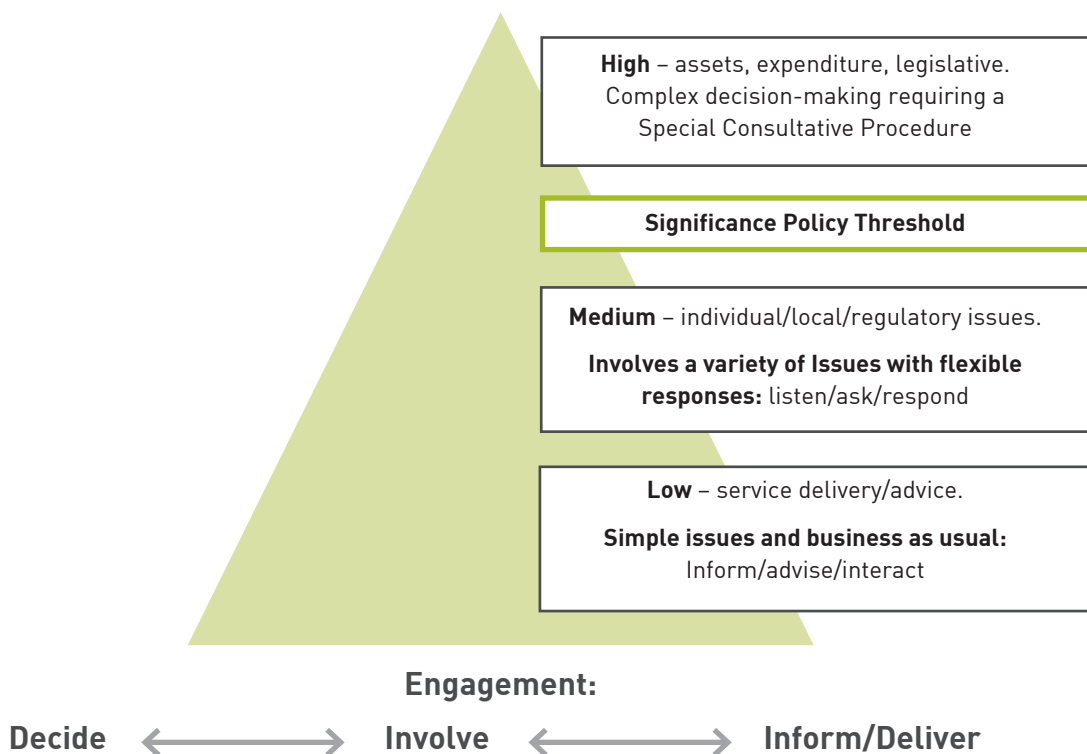 High – assets, expenditure, legislative.
Complex decision-making requiring a
Special Consultative Procedure
Significance Policy Threshold
Medium – individual/local/regulatory issues.
Involves a variety of Issues with flexible
responses: listen/ask/respond
Low – service delivery/advice.
Simple issues and business as usual:
Inform/advise/interact
Engagement:
Decide Involve Inform/Deliver